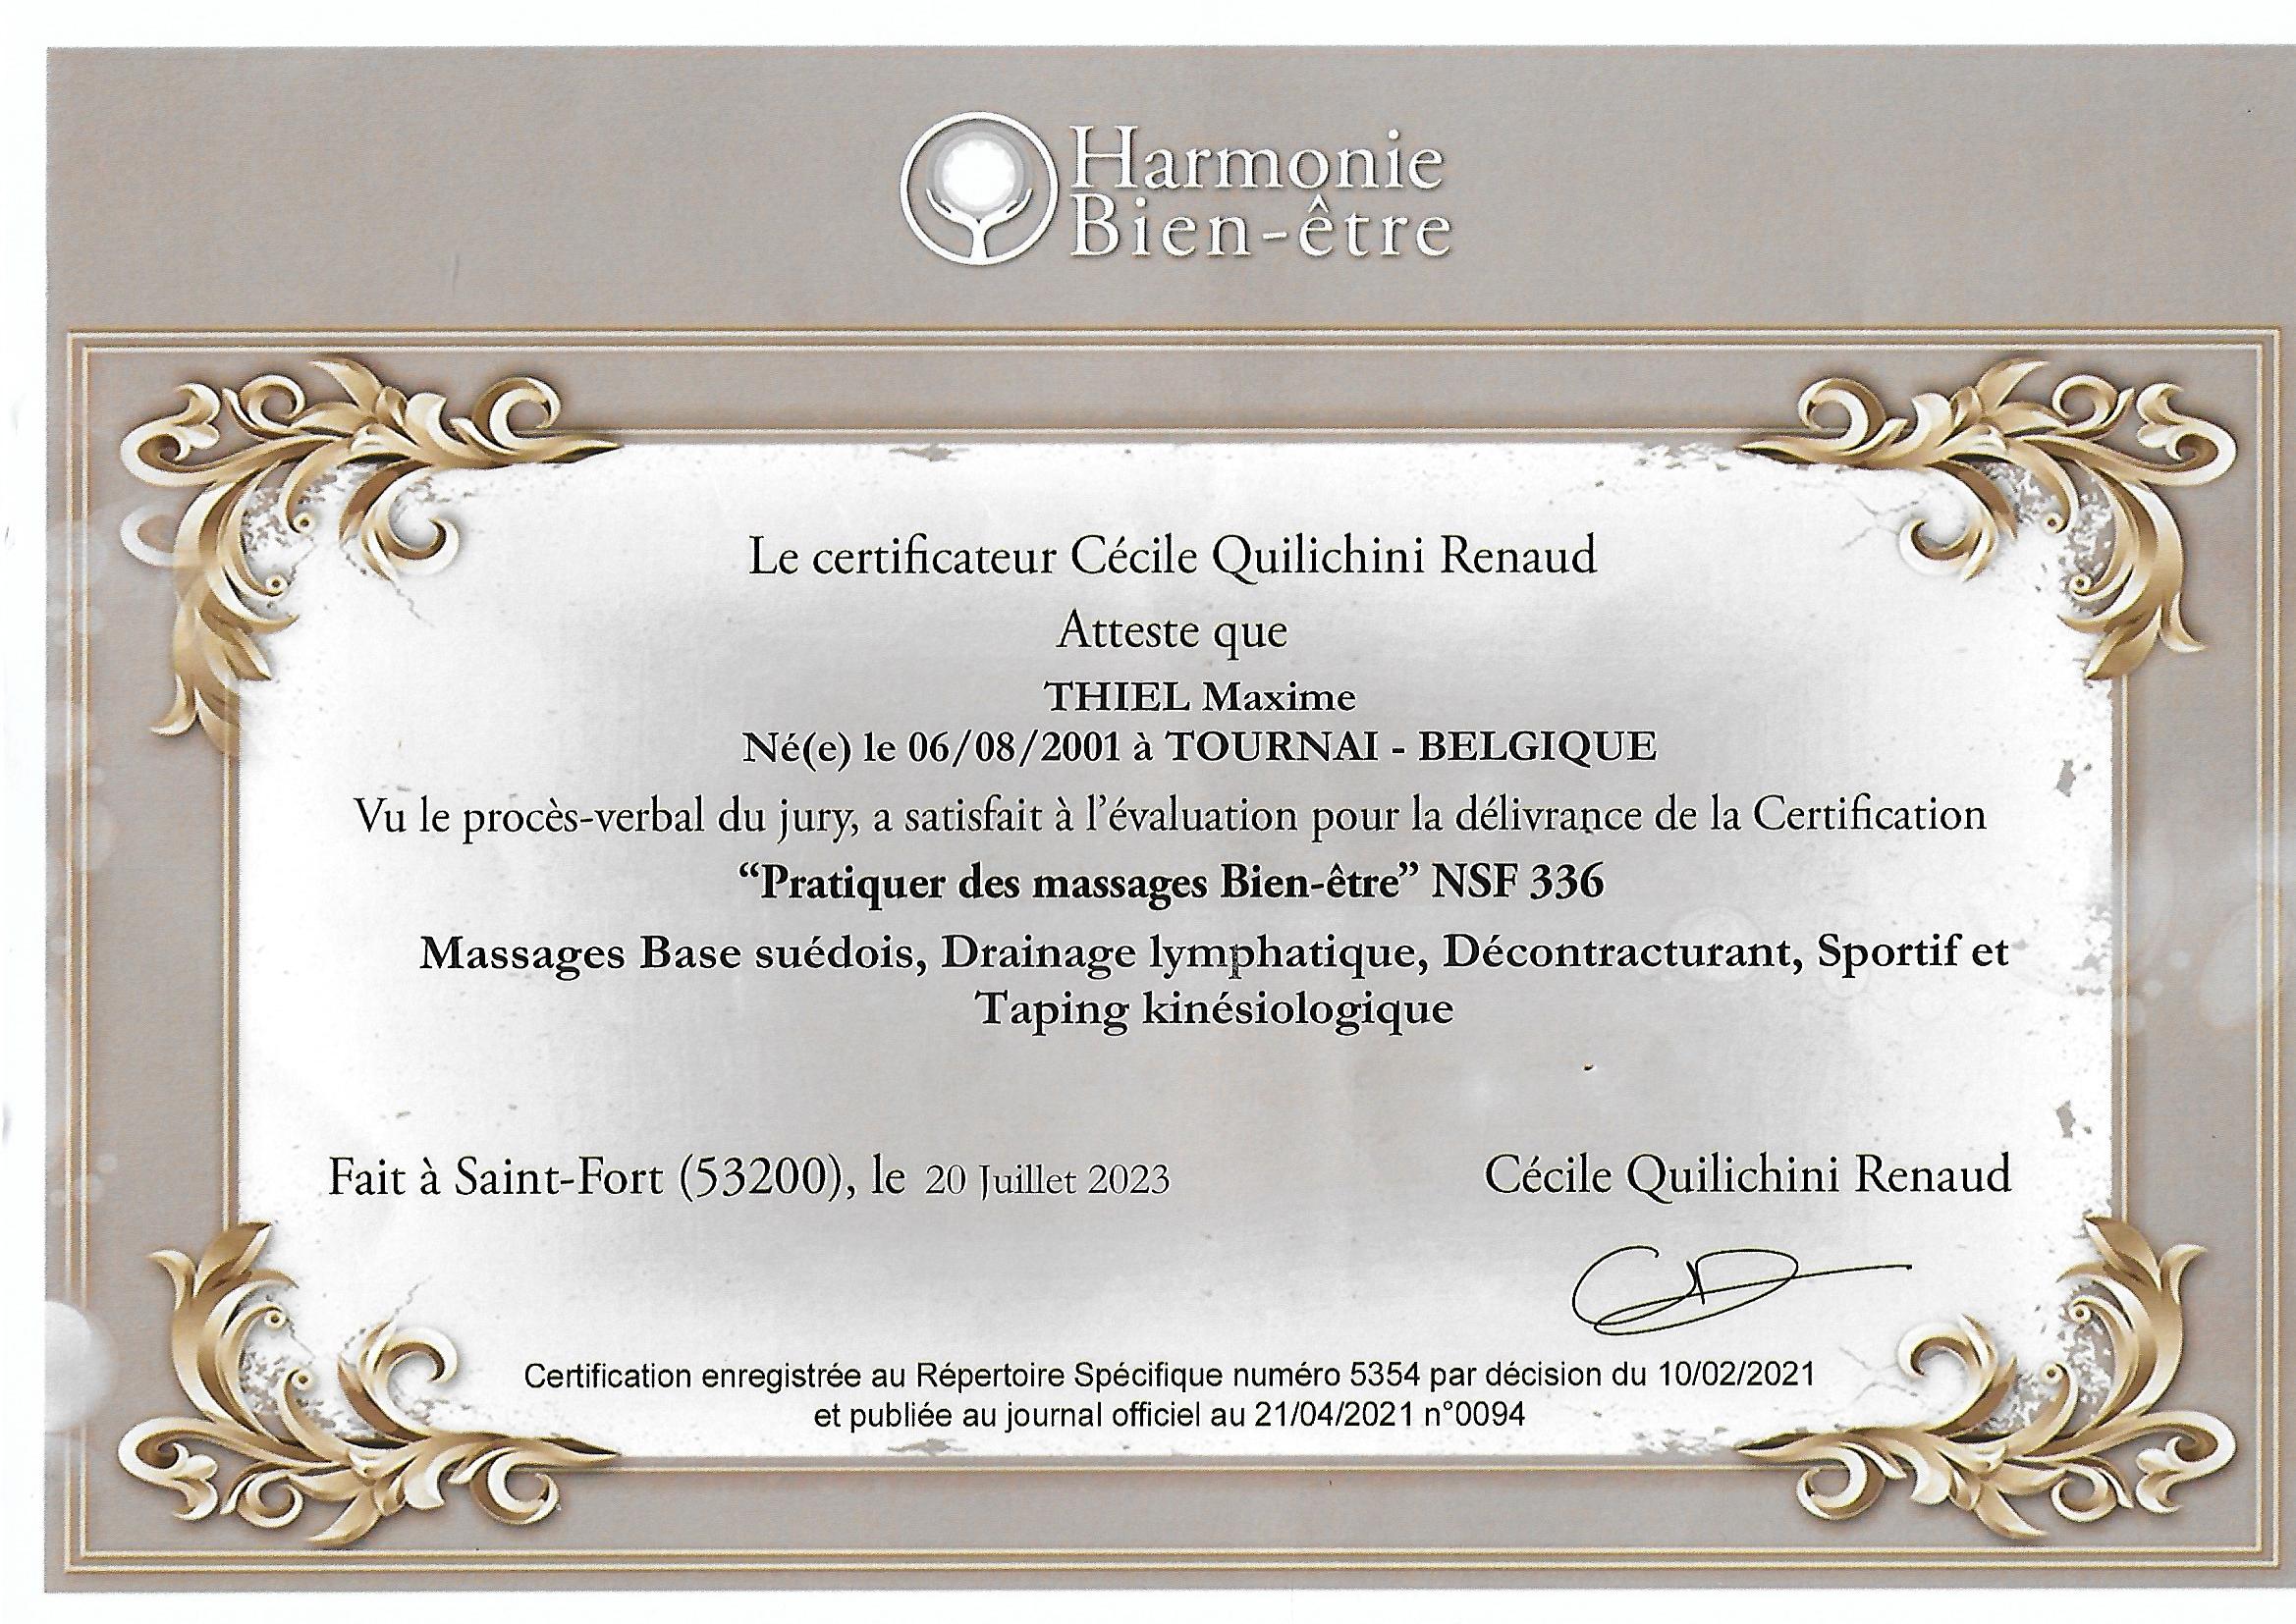 Harmonie
Bien-être
Le certificateur Cécile Quilichini Renaud
Atteste que
THIEL Maxime
Né(e) le 06/08/2001 à TOURNAI - BELGIQUE
Vu le procès-verbal du jury, a satisfait à l'évaluation pour la délivrance de la Certification
“Pratiquer des massages Bien-être” NSF 336
Massages Base suédois, Drainage lymphatique, Décontracturant, Sportif et
Taping kinésiologique
Fait à Saint-Fort (53200), le 20 Juillet 2023
Cécile Quilichini Renaud
Certification enregistrée au Répertoire Spécifique numéro 5354 par décision du 10/02/2021
et publiée au journal officiel au 21/04/2021 n°0094